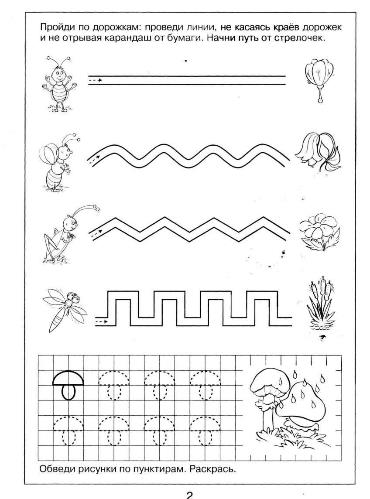 Пройди по дорожкам: проведи линии, не касаясь краёв дорожек
и не отрывая карандаш от бумаги. Начни путь от стрелочек.
Обведи рисунки по пунктирам. Раскрась.
2